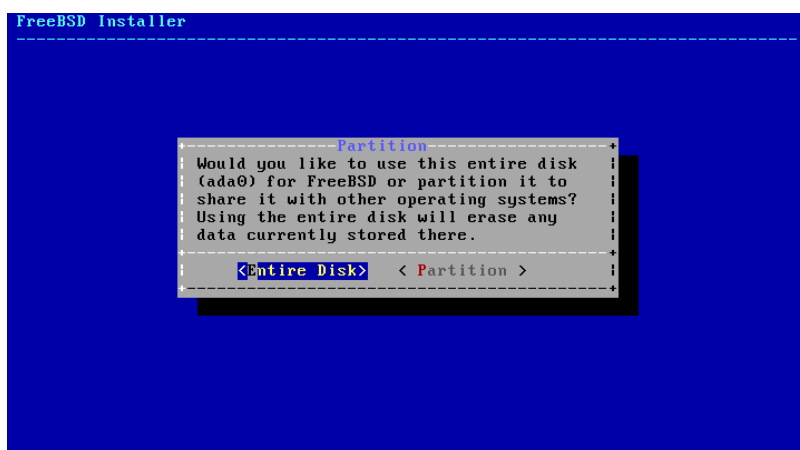 FreeBSD Installer
Partition
Would you like to use this entire disk
(ada0) for FreeBSD or partition it to
share it with other operating systems?
Using the entire disk will erase any
data currently stored there.
<Entire Disk> < Partition >